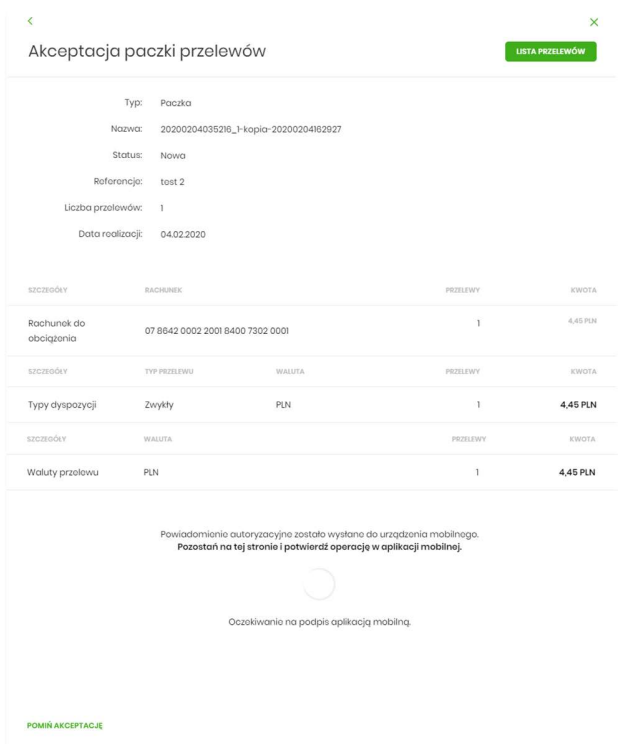 Akceptacja paczki przelewów
LISTA PRZELEWÓW
Typ: Paczka
Nazwa: 20200204035216_1-kopia-20200204162927
Status: Nowa
Referencje: test 2
Liczba przelewów: 1
Data realizacji: 04.02.2020
SZCZEGÓŁY RACHUNEK PRZELEWY KWOTA
Rachunek do obciążenia 07 8642 0002 2001 8400 7302 0001 1 4,45 PLN
SZCZEGÓŁY TYP PRZELEWU WALUTA PRZELEWY KWOTA
Typy dyspozycji Zwykły PLN 1 4,45 PLN
SZCZEGÓŁY WALUTA PRZELEWY KWOTA
Waluty przelewu PLN 1 4,45 PLN
Powiadomienie autoryzacyjne zostało wysłane do urządzenia mobilnego.
Pozostań na tej stronie i potwierdź operację w aplikacji mobilnej.
Oczekiwanie na podpis aplikacją mobilną.
POMIŃ AKCEPTACJĘ